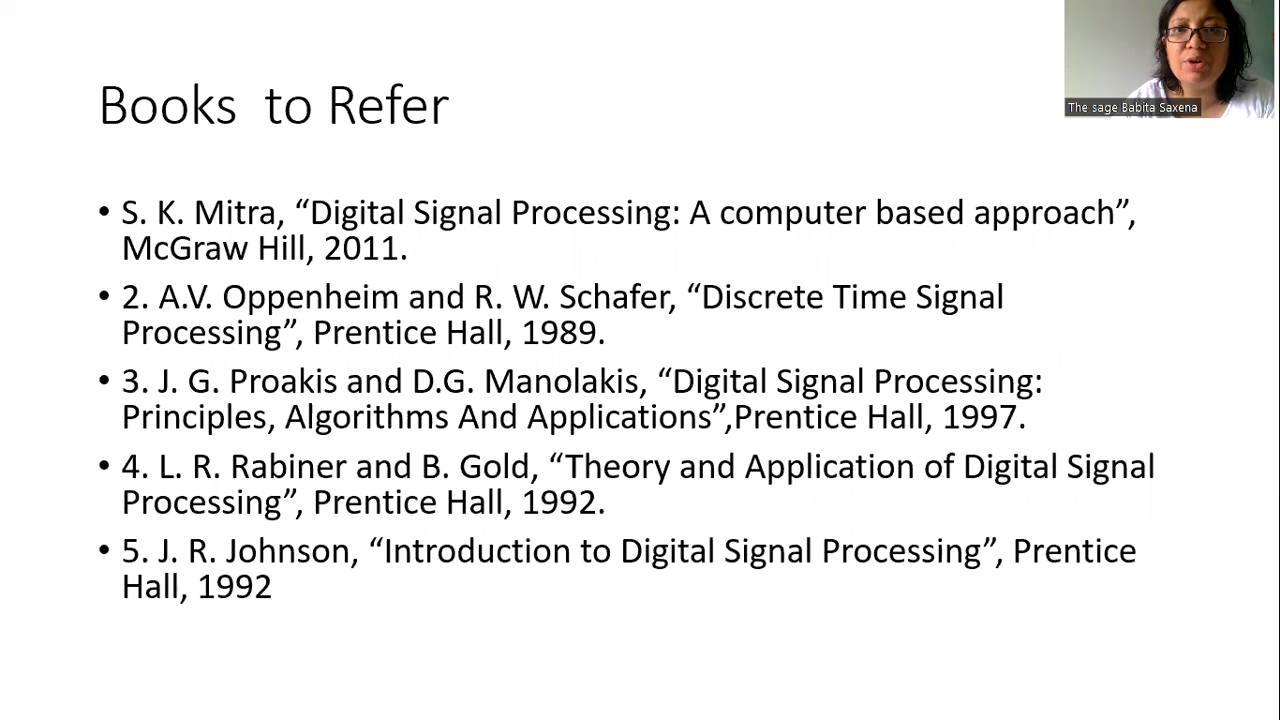 The sage Babita Saxena
Books  to Refer
• S. K. Mitra, “Digital Signal Processing: A computer based approach”,
McGraw Hill, 2011.
• 2. A.V. Oppenheim and R. W. Schafer, “Discrete Time Signal
Processing”, Prentice Hall, 1989.
• 3. J. G. Proakis and D.G. Manolakis, “Digital Signal Processing:
Principles, Algorithms And Applications”,Prentice Hall, 1997.
• 4. L. R. Rabiner and B. Gold, “Theory and Application of Digital Signal
Processing”, Prentice Hall, 1992.
• 5. J. R. Johnson, “Introduction to Digital Signal Processing”, Prentice
Hall, 1992